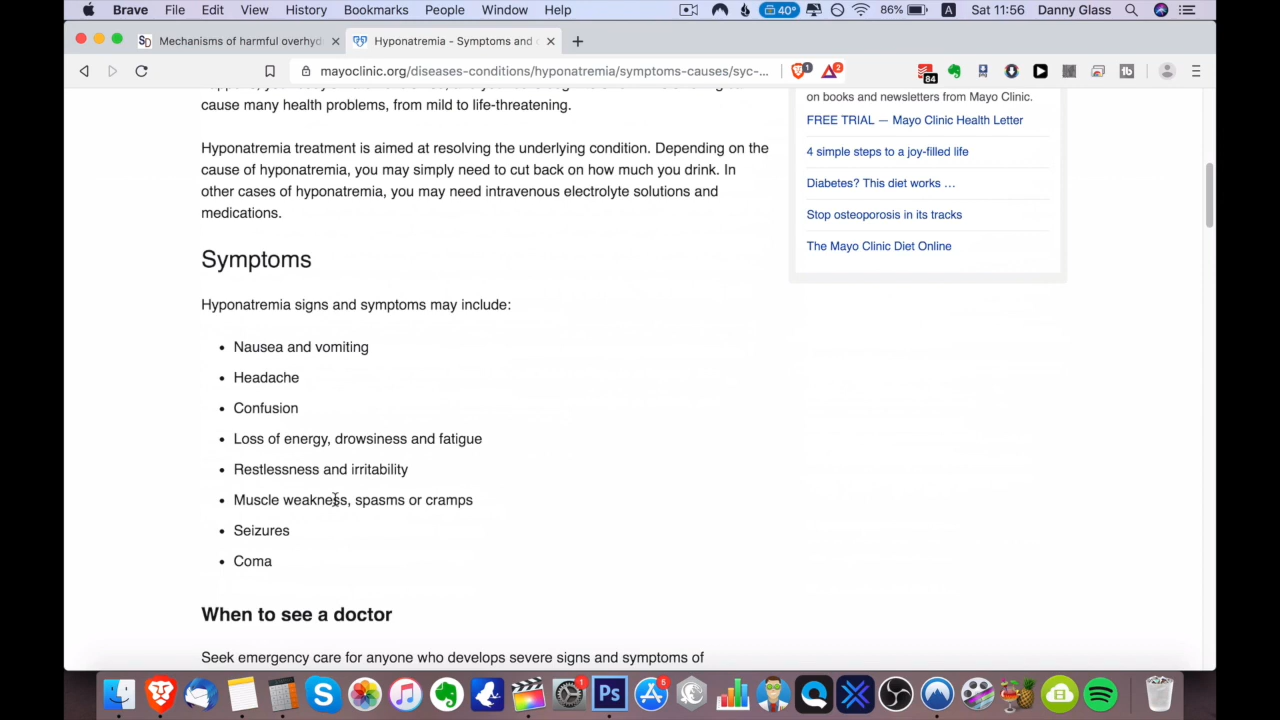 Brave File Edit View History Bookmarks People Window Help 40° 86% A Sat 11:56 Danny Glass
SD Mechanisms of harmful overhyd × Hyponatremia - Symptoms and × +
mayoclinic.org/diseases-conditions/hyponatremia/symptoms-causes/syc-... 1 2 84
cause many health problems, from mild to life-threatening.
Hyponatremia treatment is aimed at resolving the underlying condition. Depending on the
cause of hyponatremia, you may simply need to cut back on how much you drink. In
other cases of hyponatremia, you may need intravenous electrolyte solutions and
medications.
Symptoms
Hyponatremia signs and symptoms may include:
• Nausea and vomiting
• Headache
• Confusion
• Loss of energy, drowsiness and fatigue
• Restlessness and irritability
• Muscle weakness, spasms or cramps
• Seizures
• Coma
When to see a doctor
Seek emergency care for anyone who develops severe signs and symptoms of
on books and newsletters from Mayo Clinic.
FREE TRIAL — Mayo Clinic Health Letter
4 simple steps to a joy-filled life
Diabetes? This diet works ...
Stop osteoporosis in its tracks
The Mayo Clinic Diet Online
1 Ps 5